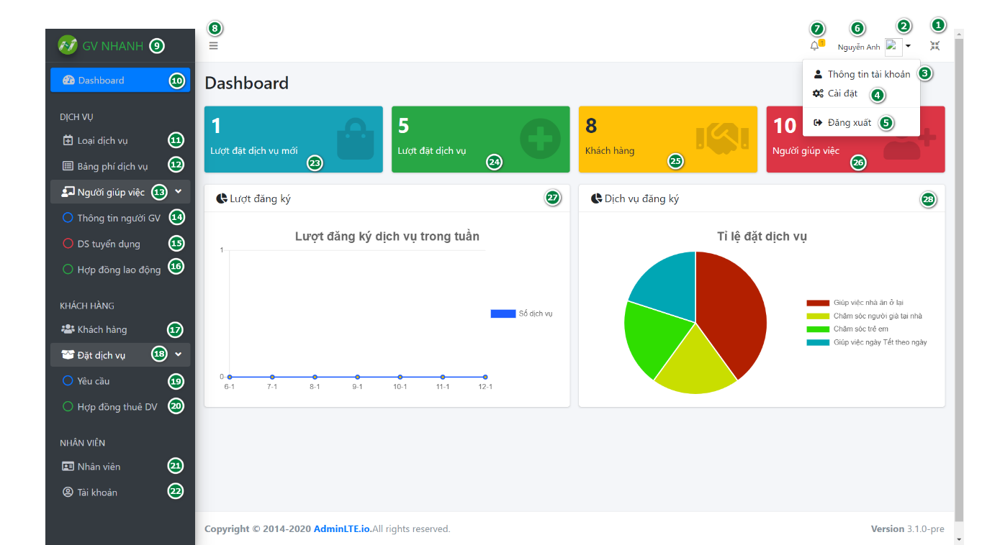 8
7
6
2
1
GV NHANH 9
1
Nguyễn Anh
Dashboard 10
Dashboard
Thông tin tài khoản 3
Cài đặt 4
Đăng xuất 5
DỊCH VỤ
Loại dịch vụ 11
Bảng phí dịch vụ 12
Người giúp việc 13
Thông tin người GV 14
DS tuyển dụng 15
Hợp đồng lao động 16
KHÁCH HÀNG
Khách hàng 17
Đặt dịch vụ 18
Yêu cầu 19
Hợp đồng thuê DV 20
NHÂN VIÊN
Nhân viên 21
Tài khoản 22
1
Lượt đặt dịch vụ mới
23
5
Lượt đặt dịch vụ
24
8
Khách hàng
25
10
Người giúp việc
26
Lượt đăng ký 27
Lượt đăng ký dịch vụ trong tuần
1
0
6-1 7-1 8-1 9-1 10-1 11-1 12-1
Số dịch vụ
Dịch vụ đăng ký 28
Tỉ lệ đặt dịch vụ
Giúp việc nhà ăn ở lại
Chăm sóc người già tại nhà
Chăm sóc trẻ em
Giúp việc ngày Tết theo ngày
Copyright © 2014-2020 AdminLTE.io.All rights reserved.
Version 3.1.0-pre